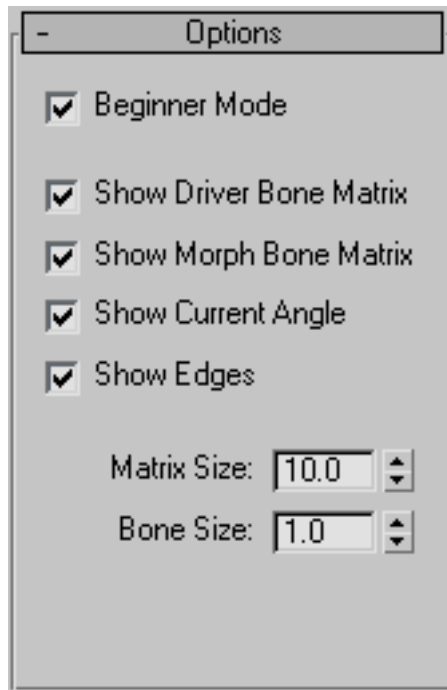 - Options
Beginner Mode
Show Driver Bone Matrix
Show Morph Bone Matrix
Show Current Angle
Show Edges
Matrix Size: 10.0
Bone Size: 1.0